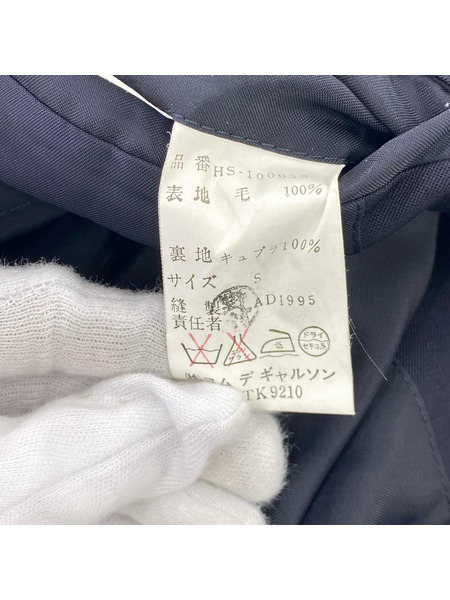 品番 HS-10003S
表地 毛 100%
裏地 キュプラ100%
サイズ S
縫製 AD1995
責任者
低 ドライ セキユ系
㈱コム デ ギャルソン
TK9210